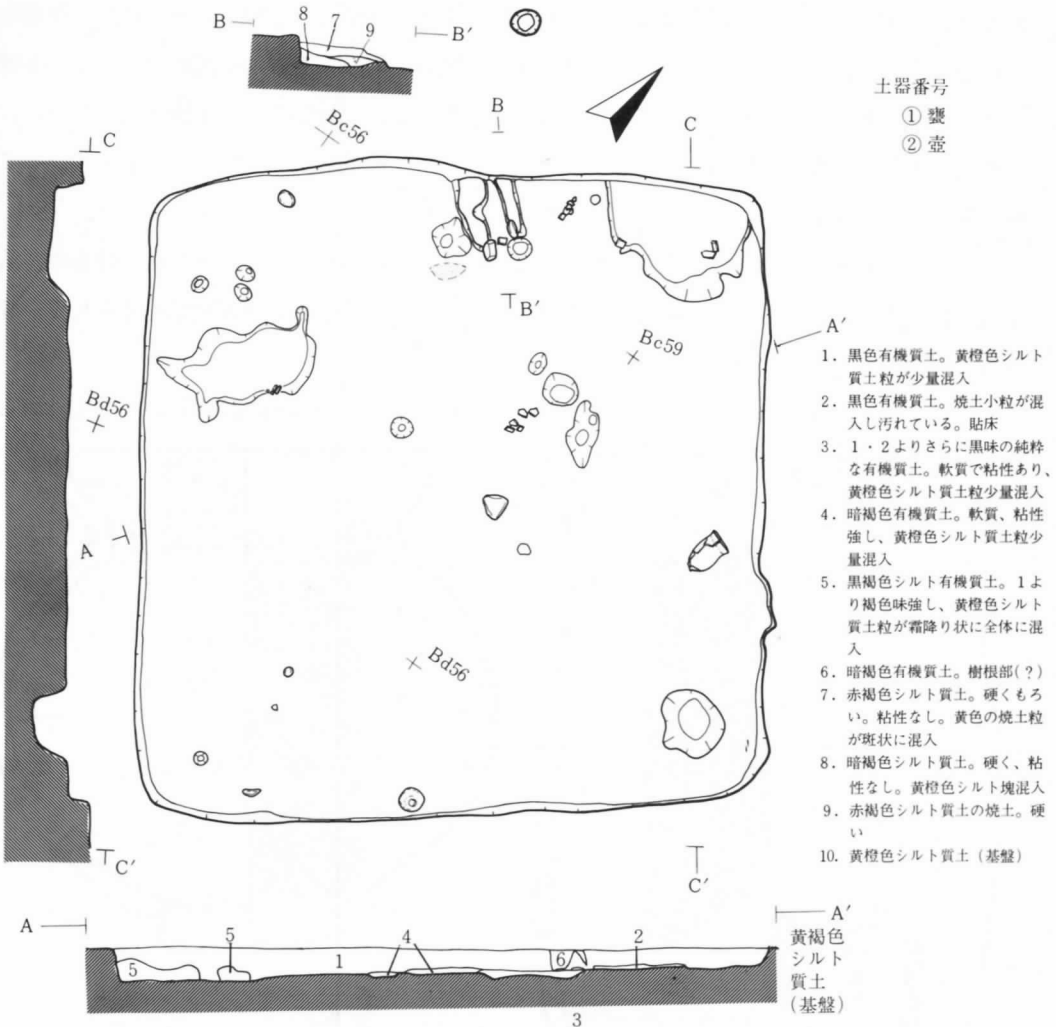 B
8
7
9
B′
B
C
土器番号
① 甕
② 壺
C
Bc56
B′
Bc59
A′
Bd56
A
Bd56
C′
C′
1. 黒色有機質土。黄橙色シルト
質土粒が少量混入
2. 黒色有機質土。焼土小粒が混
入し汚れている。貼床
3. 1・2よりさらに黒味の純粋
な有機質土。軟質で粘性あり、
黄橙色シルト質土粒少量混入
4. 暗褐色有機質土。軟質、粘性
強し、黄橙色シルト質土粒少
量混入
5. 黒褐色シルト有機質土。1よ
り褐色味強し、黄橙色シルト
質土粒が霜降り状に全体に混
入
6. 暗褐色有機質土。樹根部(?)
7. 赤褐色シルト質土。硬くもろ
い。粘性なし。黄色の焼土粒
が斑状に混入
8. 暗褐色シルト質土。硬く、粘
性なし。黄橙色シルト塊混入
9. 赤褐色シルト質土の焼土。硬
い
10. 黄橙色シルト質土（基盤）
A
A′
5
5
1
4
6
2
3
黄褐色
シルト
質土
(基盤)